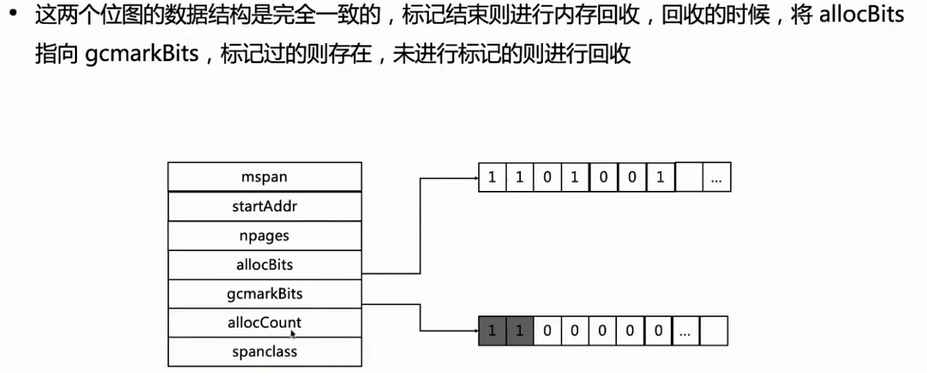 • 这两个位图的数据结构是完全一致的，标记结束则进行内存回收，回收的时候，将 allocBits
指向 gcmarkBits，标记过的则存在，未进行标记的则进行回收
mspan
startAddr
npages
allocBits
gcmarkBits
allocCount
spanclass
1 1 0 1 0 0 1 ...
1 1 0 0 0 0 0 ...